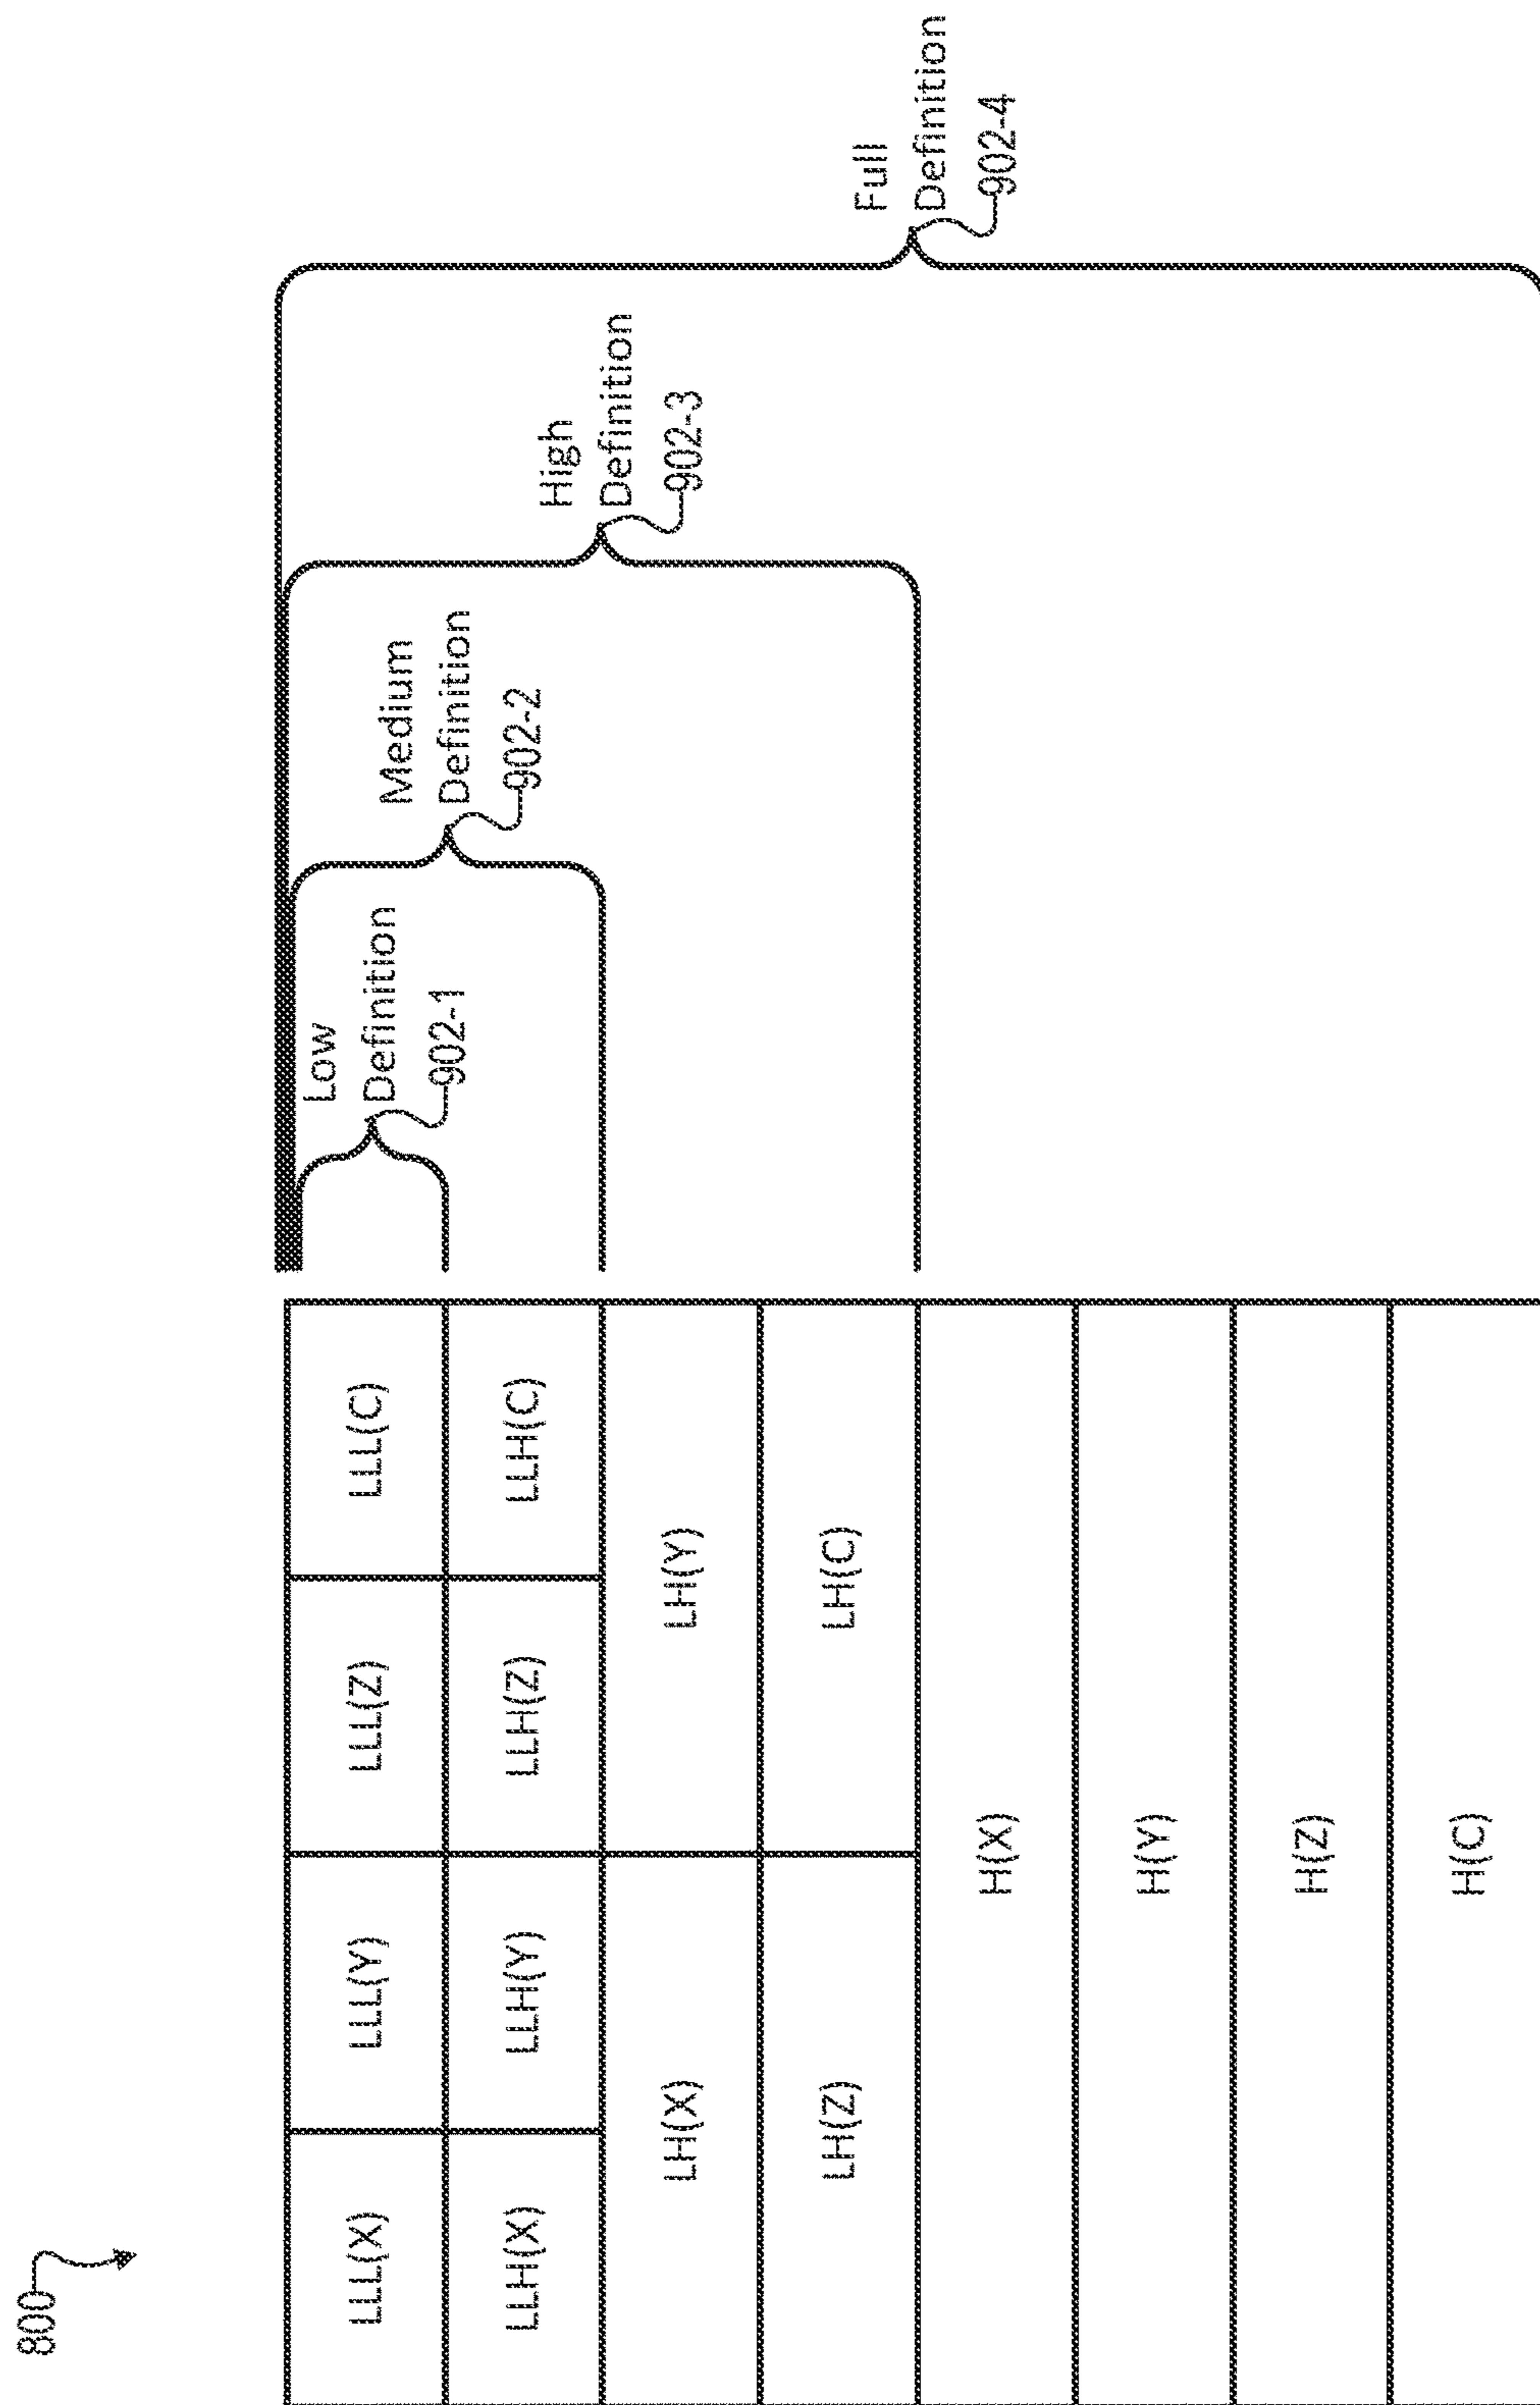 800
LLL(X)
LLL(Y)
LLL(Z)
LLL(C)
LLH(X)
LLH(Y)
LLH(Z)
LLH(C)
LH(X)
LH(Y)
LH(Z)
LH(C)
H(X)
H(Y)
H(Z)
H(C)
Low
Definition
902-1
Medium
Definition
902-2
High
Definition
902-3
Full
Definition
902-4